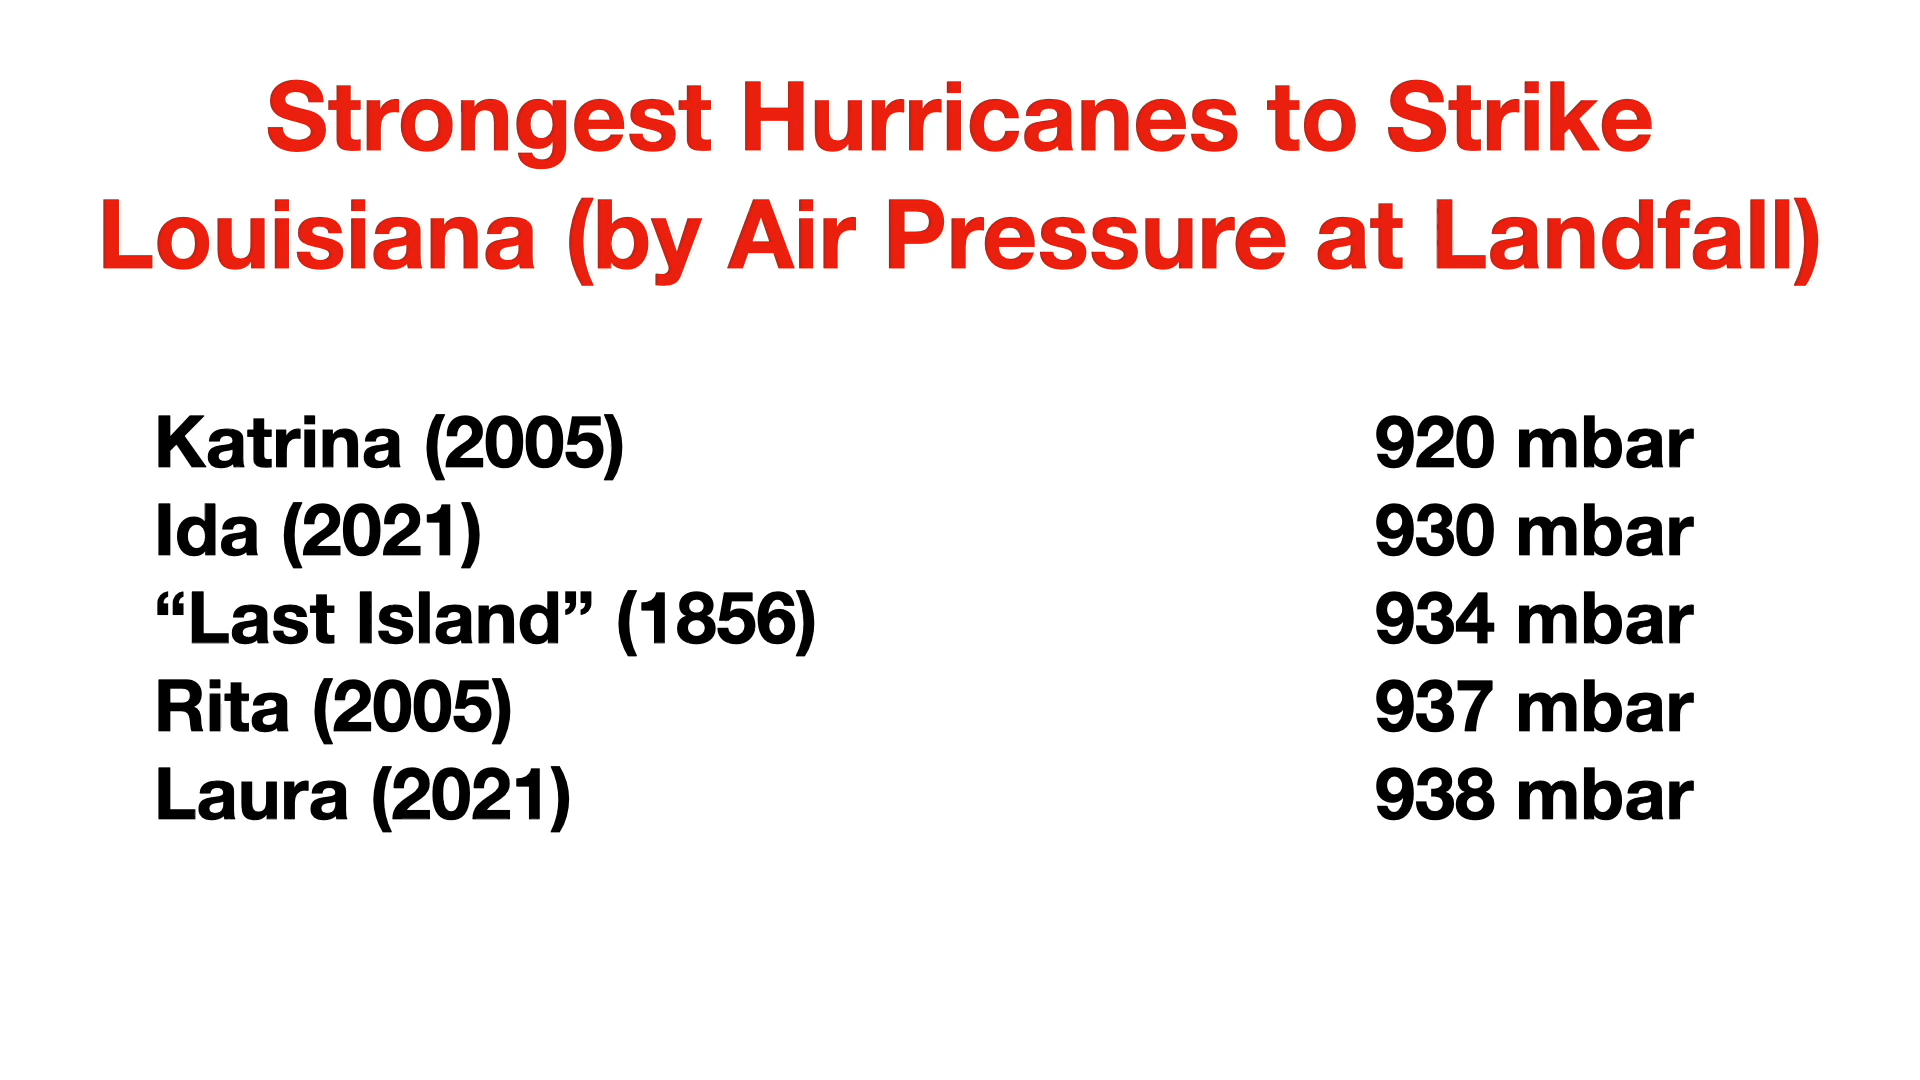 Strongest Hurricanes to Strike
Louisiana (by Air Pressure at Landfall)
Katrina (2005) 920 mbar
Ida (2021) 930 mbar
“Last Island” (1856) 934 mbar
Rita (2005) 937 mbar
Laura (2021) 938 mbar